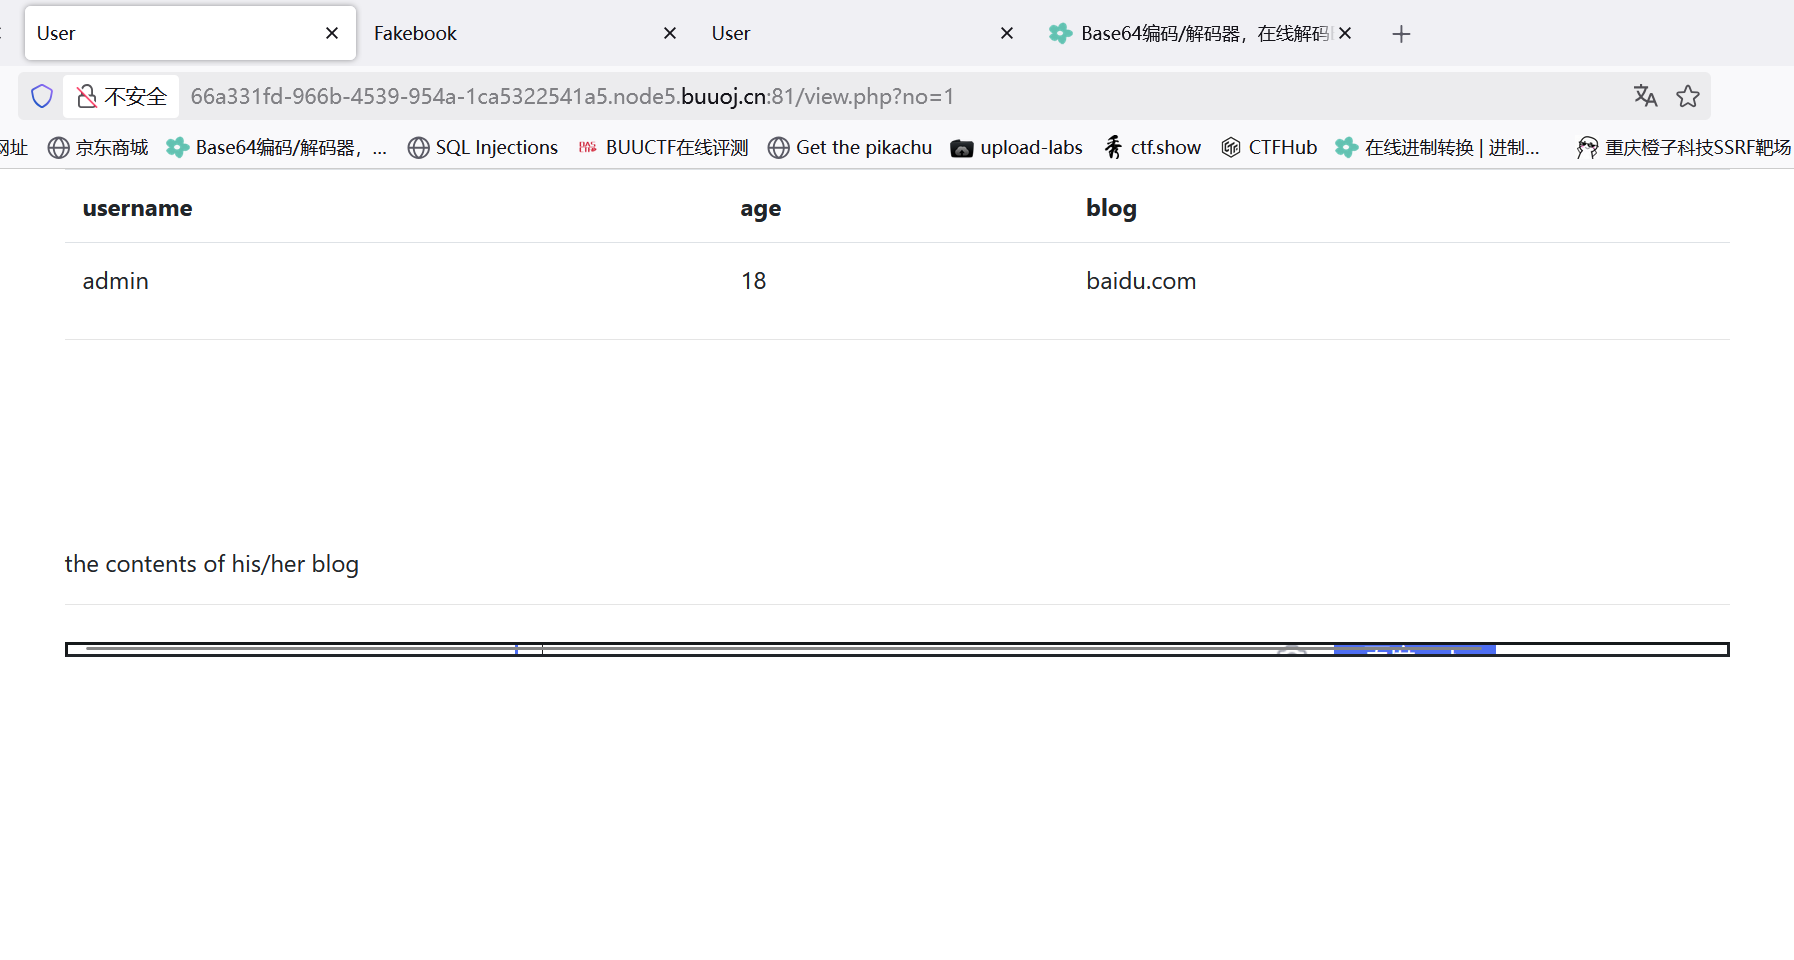 User Fakebook User Base64编码/解码器，在线解码
不安全 66a331fd-966b-4539-954a-1ca5322541a5.node5.buuoj.cn:81/view.php?no=1
网址 京东商城 Base64编码/解码器，... SQL Injections BUUCTF在线评测 Get the pikachu upload-labs ctf.show CTFHub 在线进制转换 | 进制... 重庆橙子科技SSRF靶场
username age blog
admin 18 baidu.com
the contents of his/her blog